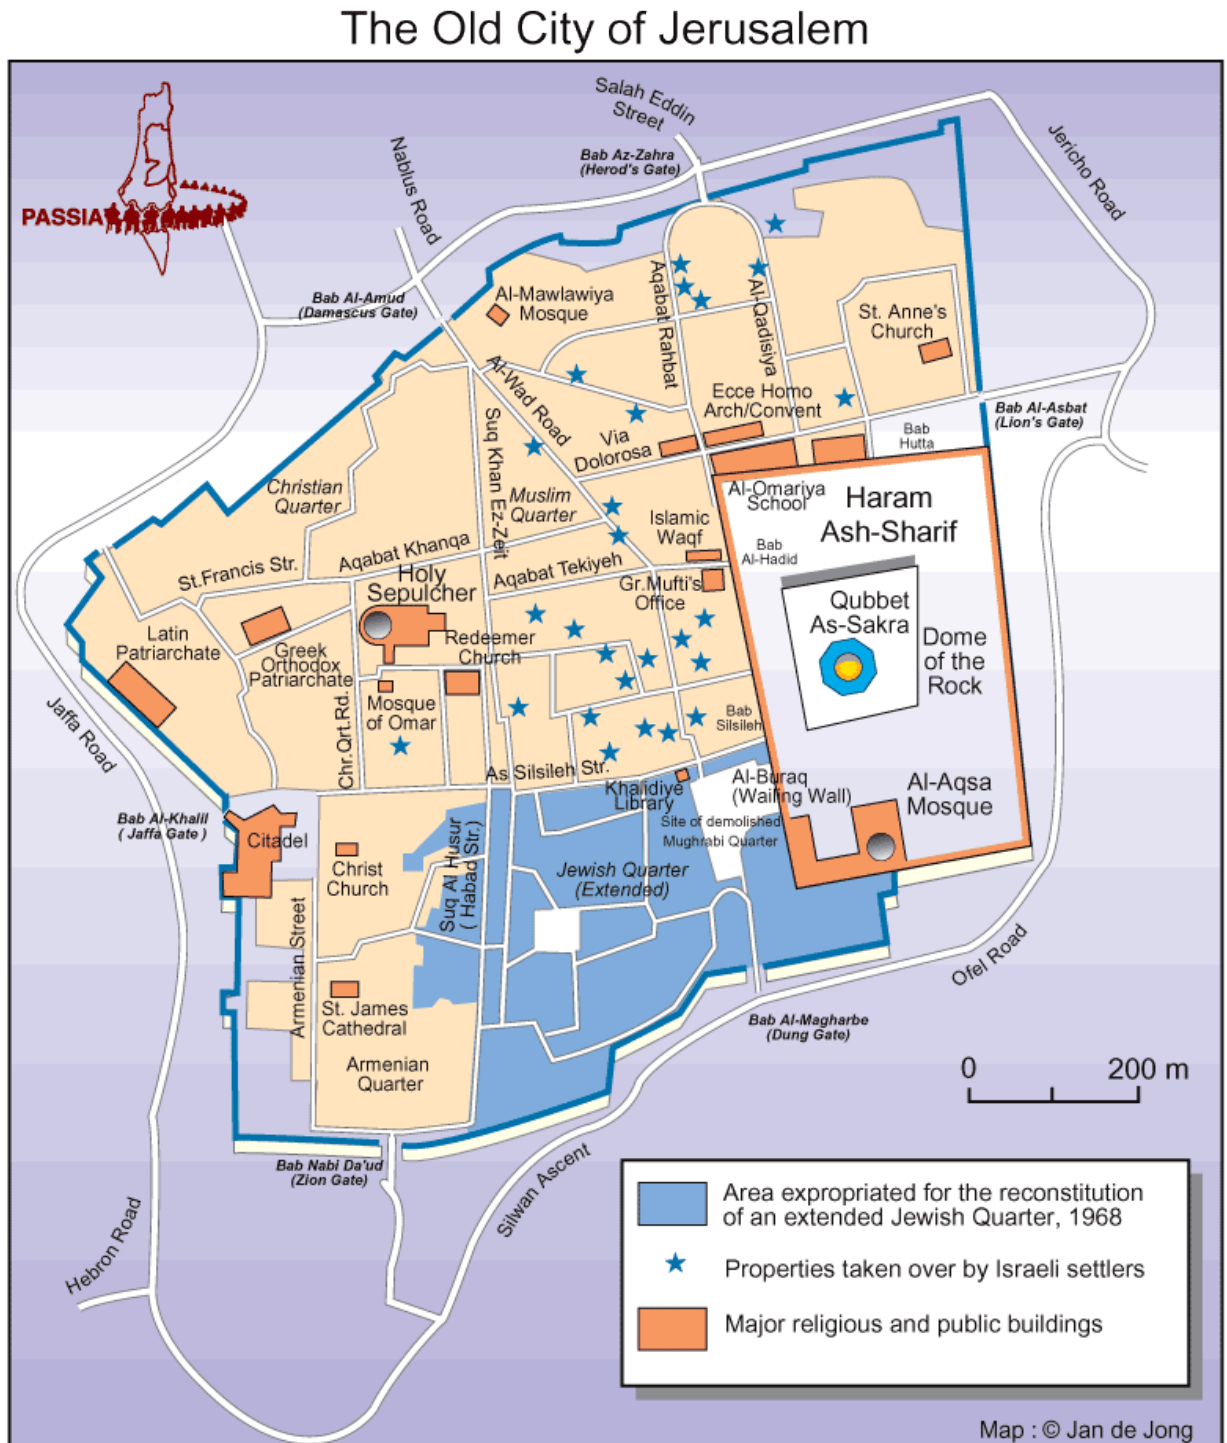 The Old City of Jerusalem
Salah Eddin
Street
Bab Az-Zahra
(Herod's Gate)
Nablus Road
Jericho Road
PASSIA
Bab Al-Amud
(Damascus Gate)
Al-Mawlawiya
Mosque
Aqabat Rahbat
Al-Qadisiya
St. Anne's
Church
Al-Wad Road
Ecce Homo
Arch/Convent
Bab Al-Asbat
(Lion's Gate)
Bab
Hutta
Via
Dolorosa
Suq Khan Ez-Zeit
Christian
Quarter
Muslim
Quarter
Al-Omariya
School
Haram
Ash-Sharif
Islamic
Waqf
Bab
Al-Hadid
Aqabat Khanqa
St.Francis Str.
Aqabat Tekiyeh
Holy
Sepulcher
Gr.Mufti's
Office
Qubbet
As-Sakra
Dome
of the
Rock
Latin
Patriarchate
Greek
Orthodox
Patriarchate
Redeemer
Church
Mosque
of Omar
Chr.Qrt.Rd.
Bab
Silsileh
Jaffa Road
As Silsileh Str.
Khalidiye
Library
Al-Buraq
(Wailing Wall)
Al-Aqsa
Mosque
Site of demolished
Mughrabi Quarter
Bab Al-Khalil
( Jaffa Gate )
Citadel
Christ
Church
Suq Al Husur
( Habad Str.)
Jewish Quarter
(Extended)
Armenian Street
St. James
Cathedral
Armenian
Quarter
Ofel Road
Bab Al-Magharbe
(Dung Gate)
0 200 m
Bab Nabi Da'ud
(Zion Gate)
Silwan Ascent
Hebron Road
Area expropriated for the reconstitution
of an extended Jewish Quarter, 1968
Properties taken over by Israeli settlers
Major religious and public buildings
Map : © Jan de Jong